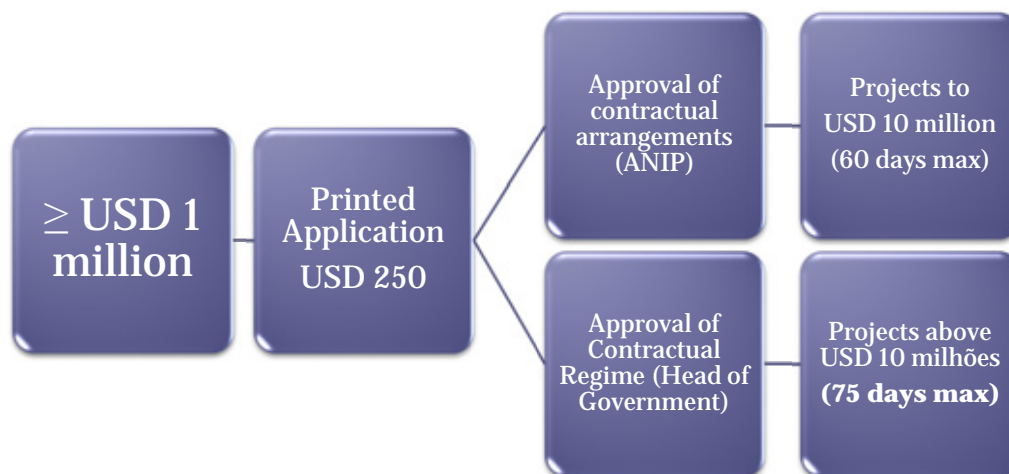 ≥ USD 1
million
Printed
Application
USD 250
Approval of
contractual
arrangements
(ANIP)
Projects to
USD 10 million
(60 days max)
Approval of
Contractual
Regime (Head of
Government)
Projects above
USD 10 milhões
(75 days max)